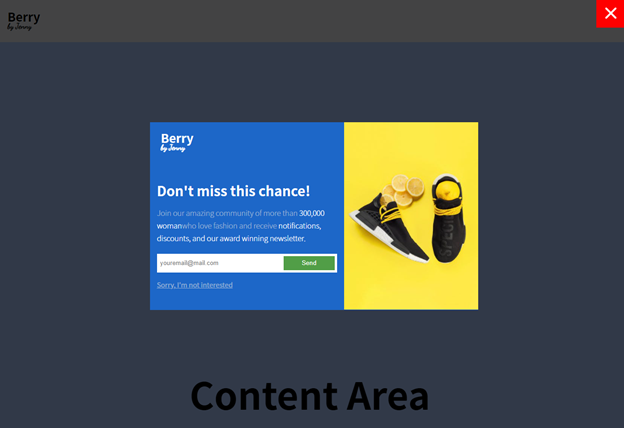 Berry
by Jenny
Berry
by Jenny
Don't miss this chance!
Join our amazing community of more than 300,000
womanwho love fashion and receive notifications,
discounts, and our award winning newsletter.
youremail@mail.com Send
Sorry, I'm not interested
Content Area